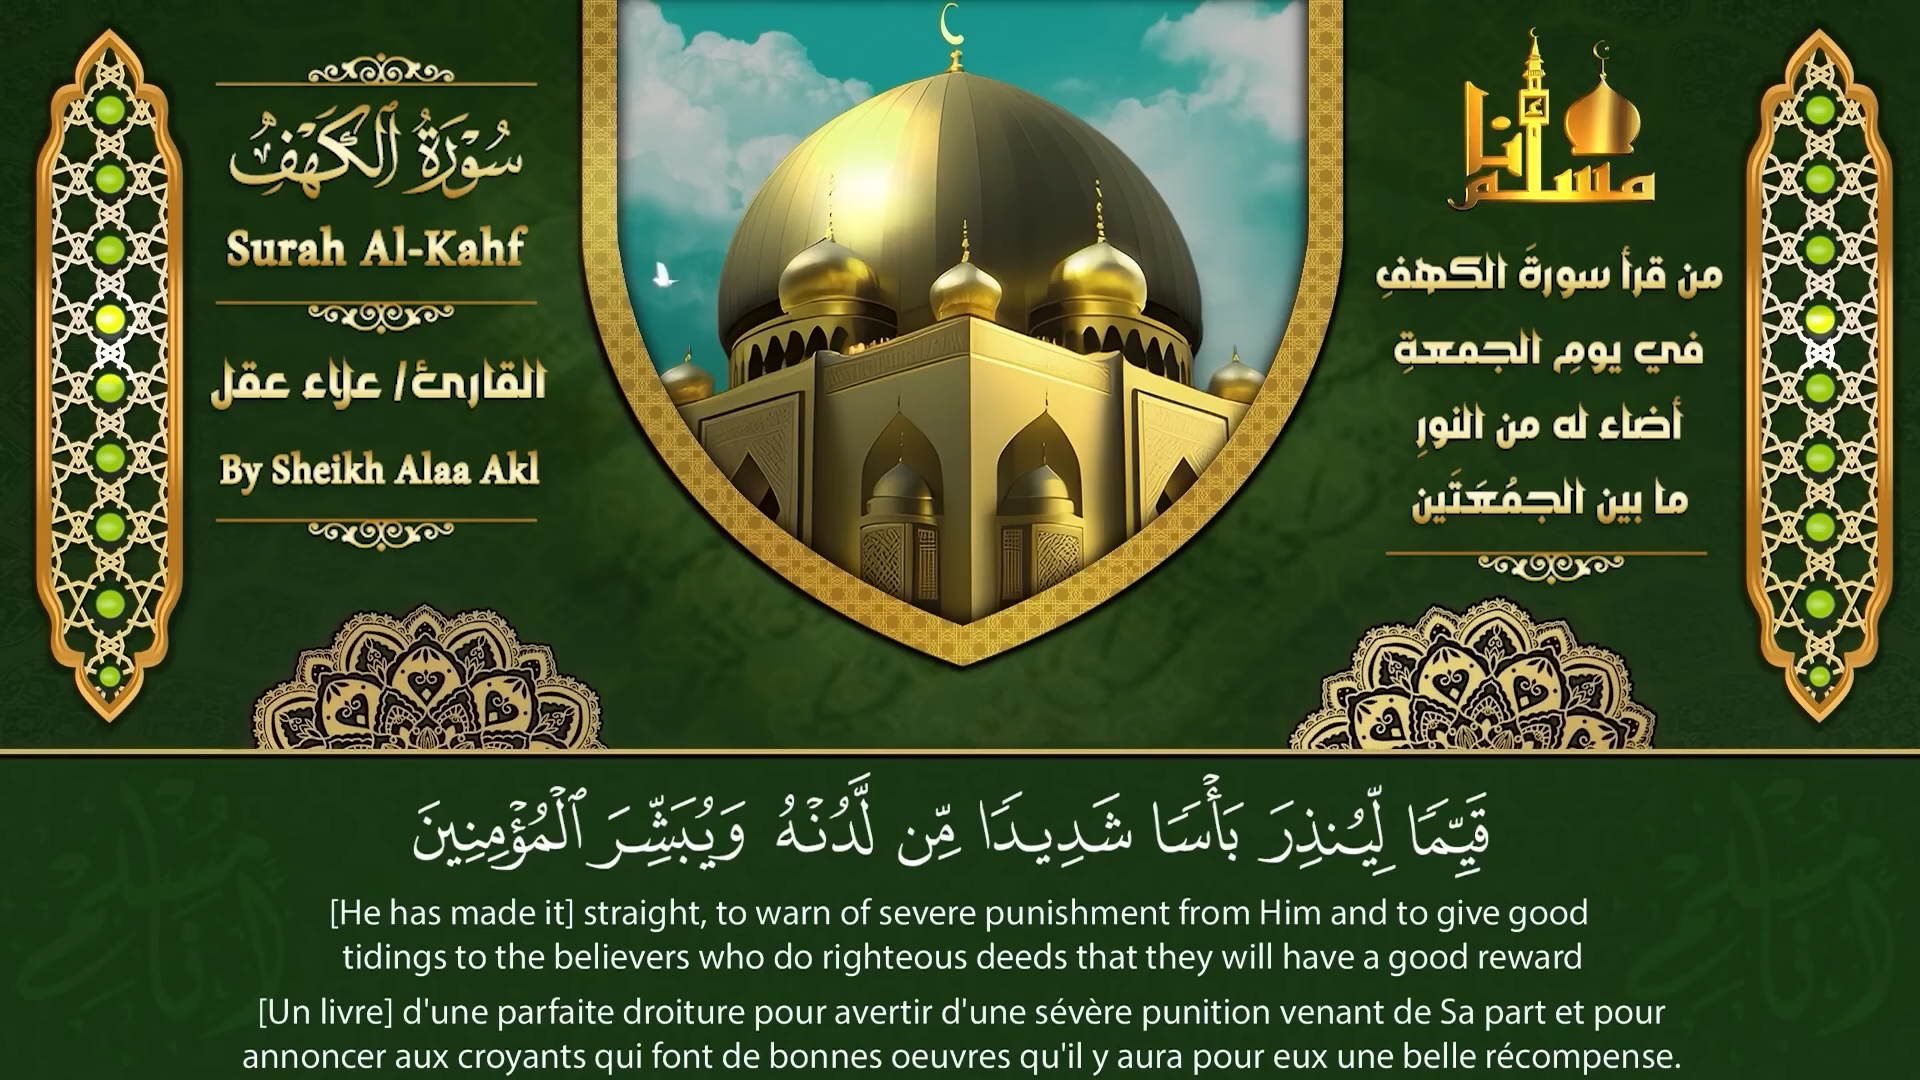 سُورَةُ الكَهْفِ
Surah Al-Kahf
القارئ / علاء عقل
By Sheikh Alaa Akl
أنا
مسلم
من قرأ سورةَ الكهفِ
في يومِ الجمعةِ
أضاء له من النورِ
ما بين الجمُعَتَين
قَيِّمٗا لِّيُنذِرَ بَأۡسٗا شَدِيدٗا مِّن لَّدُنۡهُ وَيُبَشِّرَ ٱلۡمُؤۡمِنِينَ
[He has made it] straight, to warn of severe punishment from Him and to give good
tidings to the believers who do righteous deeds that they will have a good reward
[Un livre] d'une parfaite droiture pour avertir d'une sévère punition venant de Sa part et pour
annoncer aux croyants qui font de bonnes oeuvres qu'il y aura pour eux une belle récompense.